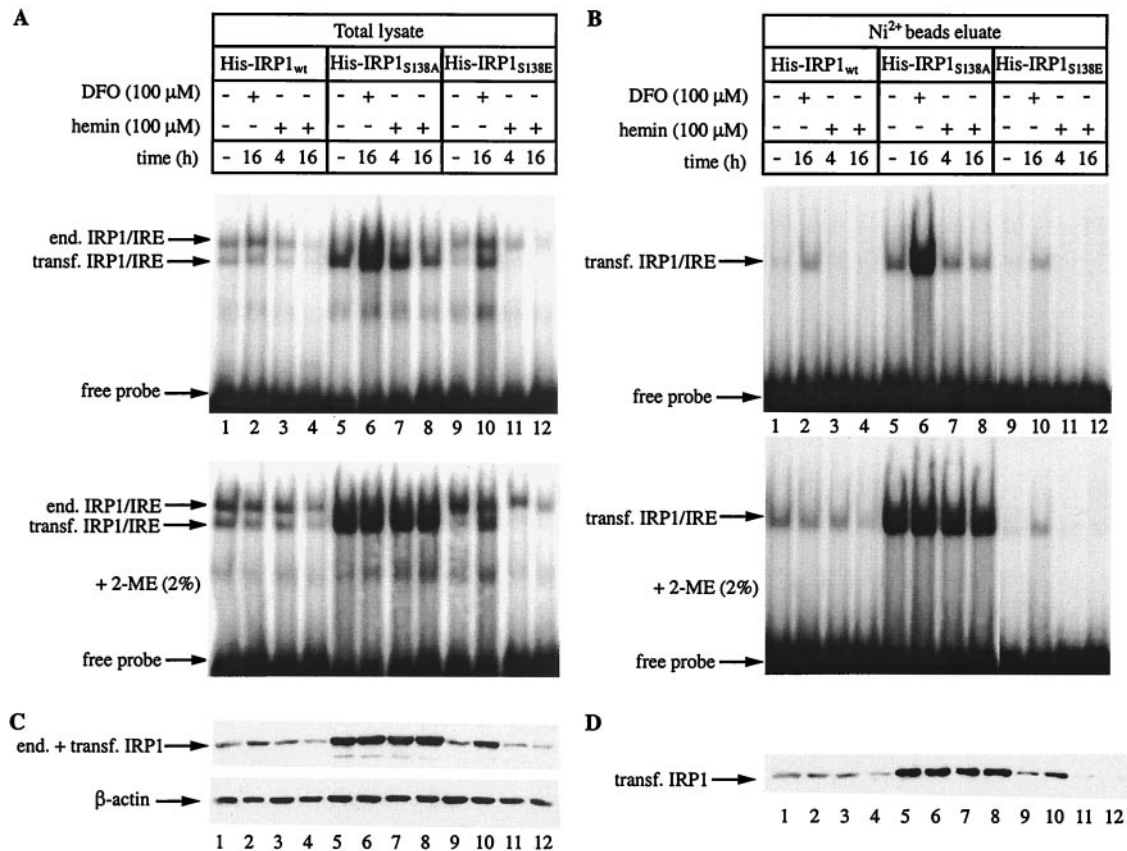 A
Total lysate
His-IRP1wt His-IRP1S138A His-IRP1S138E
DFO (100 µM) - + - - - + - - - + - -
hemin (100 µM) - - + + - - + + - - + +
time (h) - 16 4 16 - 16 4 16 - 16 4 16
end. IRP1/IRE
transf. IRP1/IRE
free probe
1 2 3 4 5 6 7 8 9 10 11 12
end. IRP1/IRE
transf. IRP1/IRE
+ 2-ME (2%)
free probe
B
Ni2+ beads eluate
His-IRP1wt His-IRP1S138A His-IRP1S138E
DFO (100 µM) - + - - - + - - - + - -
hemin (100 µM) - - + + - - + + - - + +
time (h) - 16 4 16 - 16 4 16 - 16 4 16
transf. IRP1/IRE
free probe
1 2 3 4 5 6 7 8 9 10 11 12
transf. IRP1/IRE
+ 2-ME (2%)
free probe
C
end. + transf. IRP1
β-actin
1 2 3 4 5 6 7 8 9 10 11 12
D
transf. IRP1
1 2 3 4 5 6 7 8 9 10 11 12